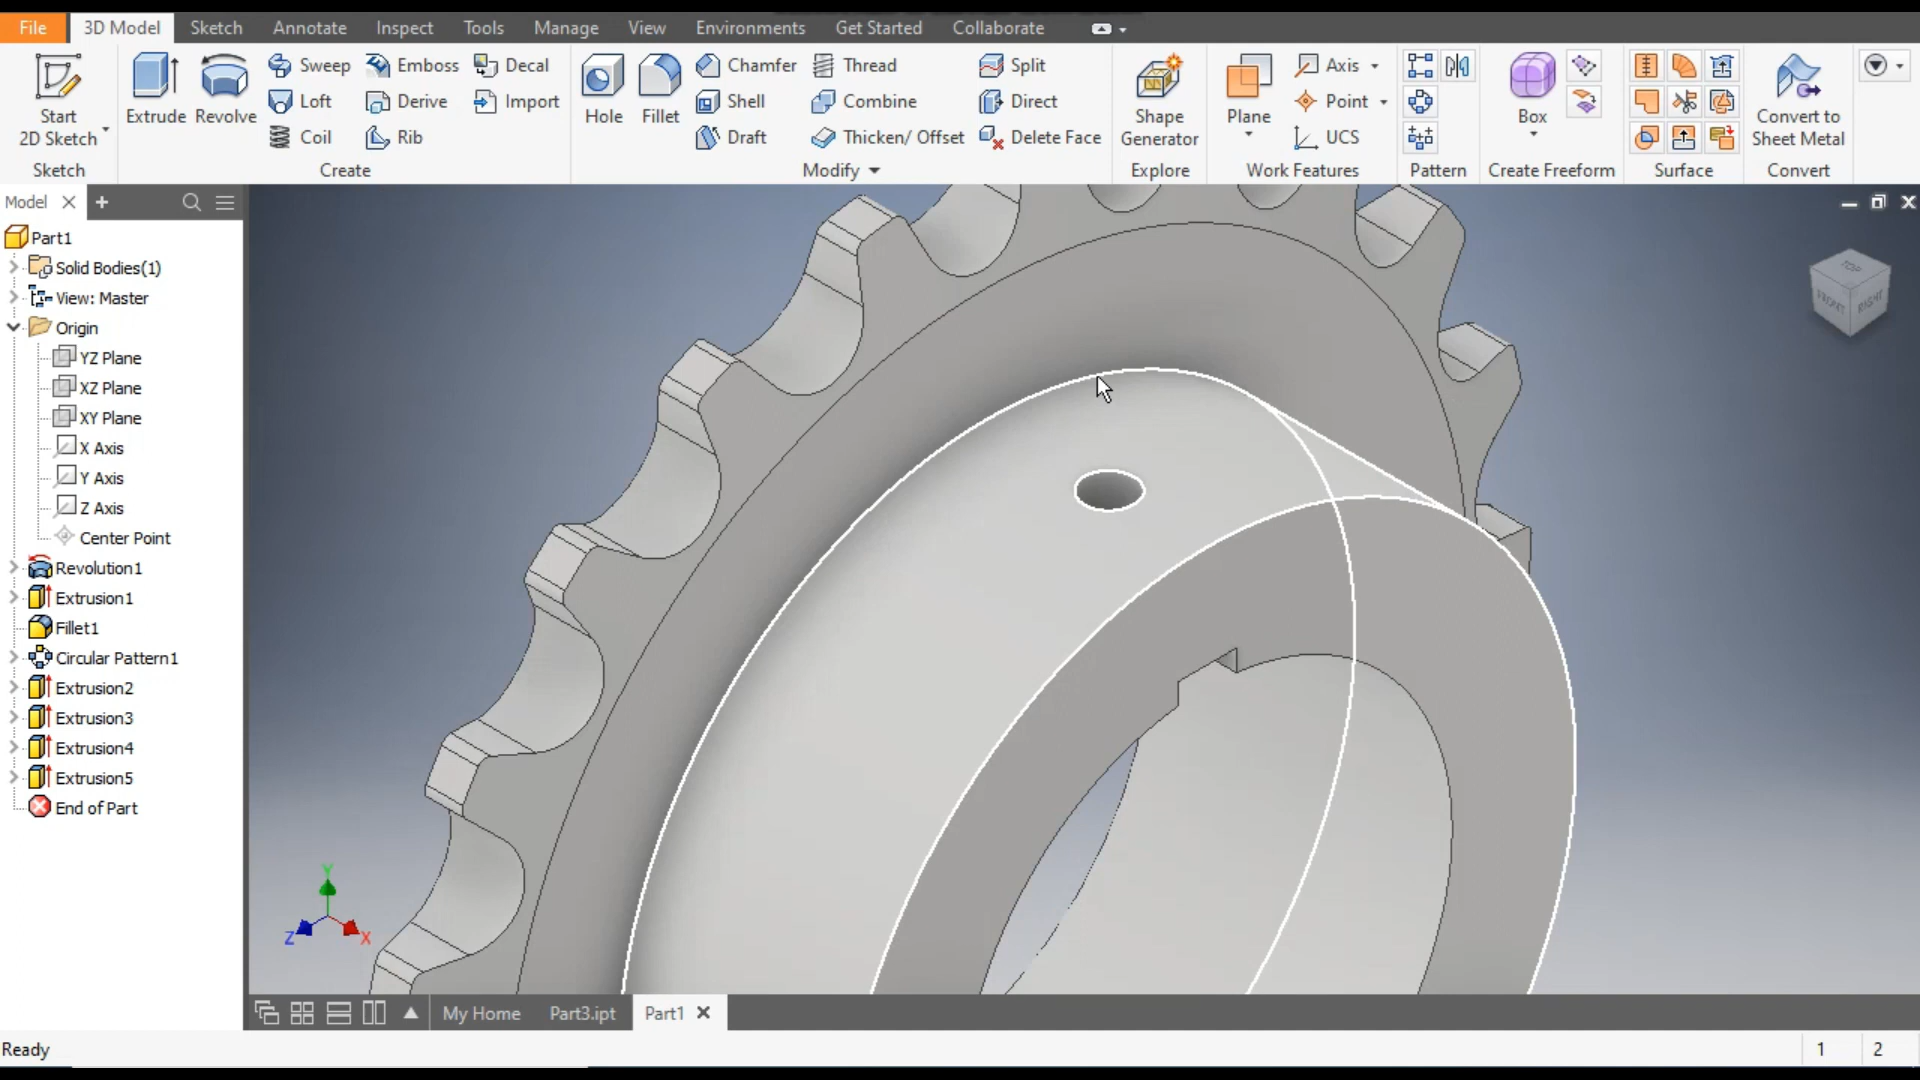 File 3D Model Sketch Annotate Inspect Tools Manage View Environments Get Started Collaborate
Start
2D Sketch
Sketch
Extrude Revolve
Sweep Emboss Decal
Loft Derive Import
Coil Rib
Create
Hole Fillet
Chamfer Thread Split
Shell Combine Direct
Draft Thicken/ Offset Delete Face
Modify
Shape
Generator
Explore
Plane
Axis
Point
UCS
Work Features
Pattern
Box
Create Freeform
Surface
Convert to
Sheet Metal
Convert
Model
Part1
Solid Bodies(1)
View: Master
Origin
YZ Plane
XZ Plane
XY Plane
X Axis
Y Axis
Z Axis
Center Point
Revolution1
Extrusion1
Fillet1
Circular Pattern1
Extrusion2
Extrusion3
Extrusion4
Extrusion5
End of Part
TOP
FRONT RIGHT
Y
Z X
My Home Part3.ipt Part1
Ready 1 2